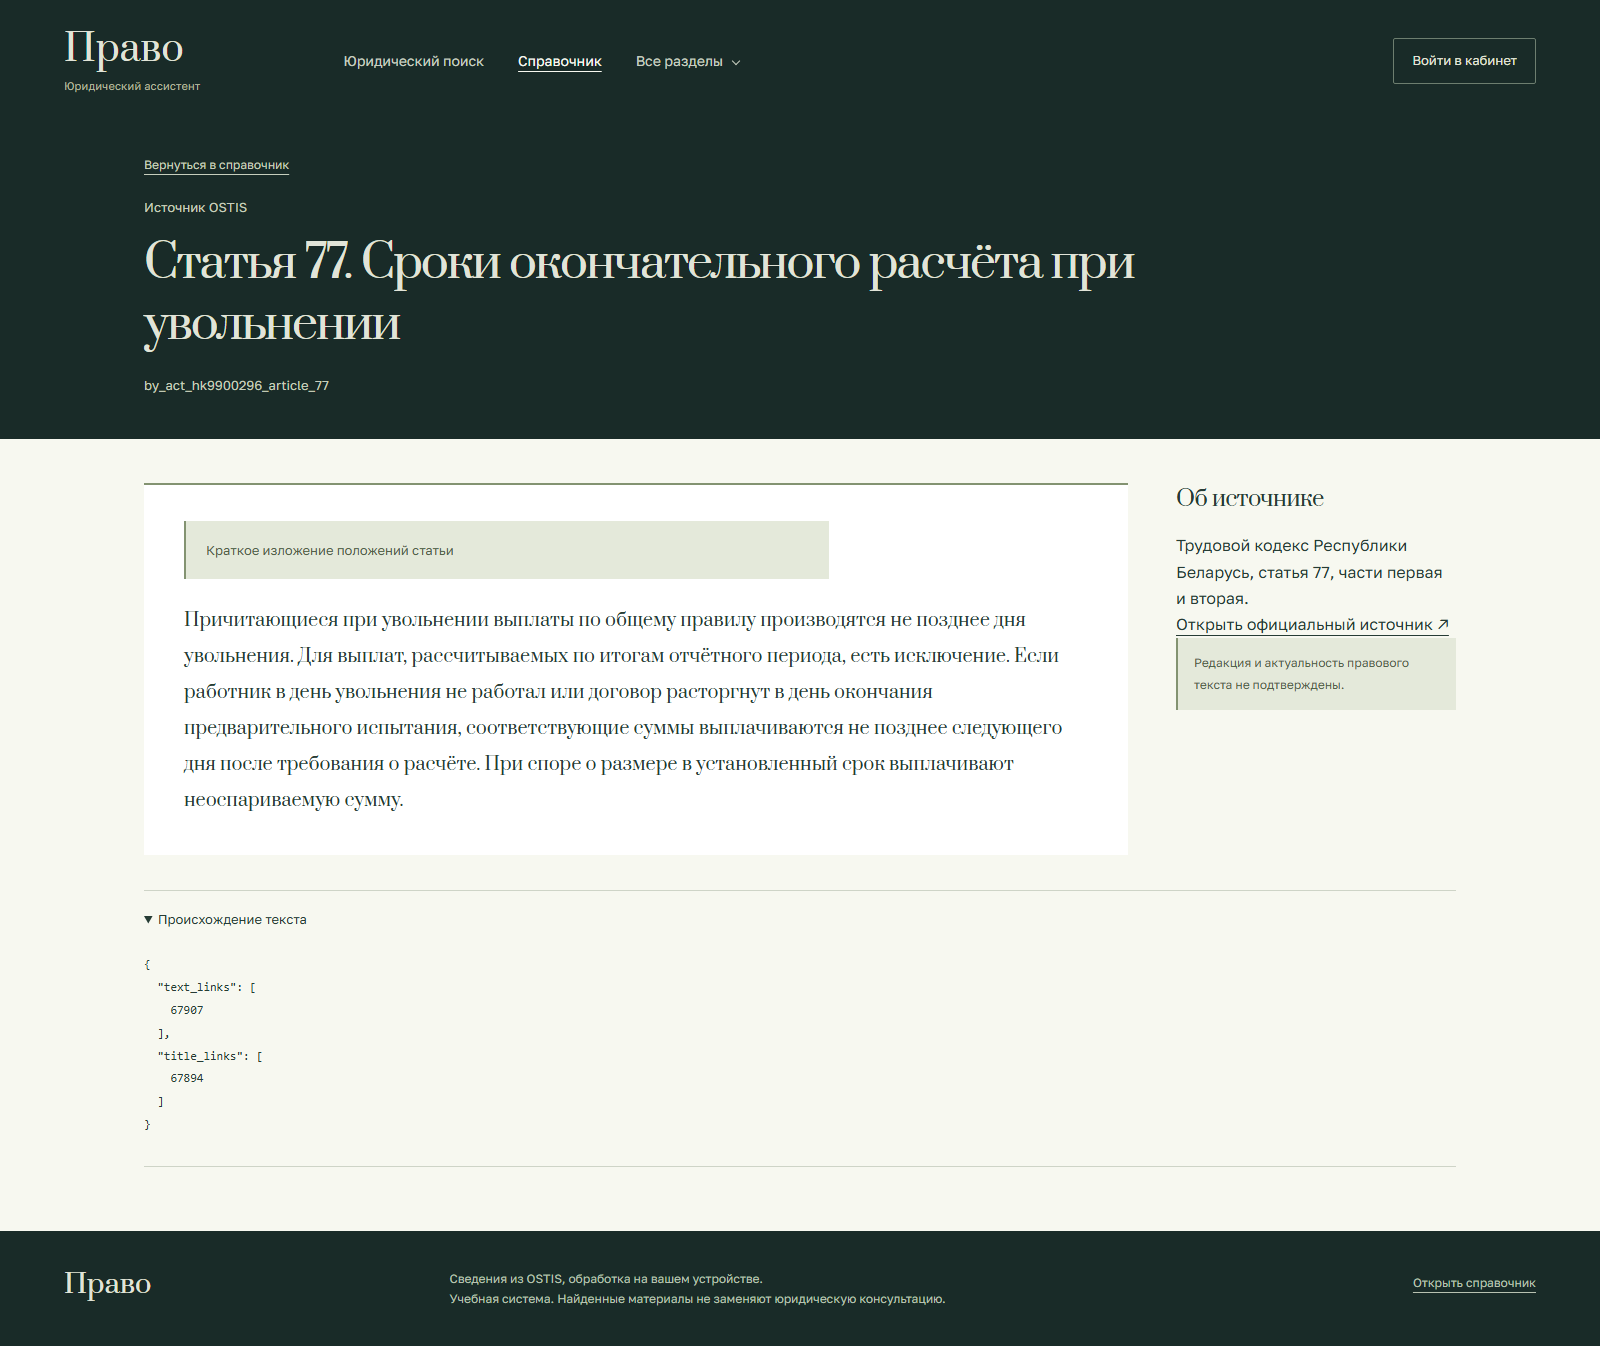 Право
Юридический ассистент
Юридический поиск
Справочник
Все разделы
Войти в кабинет
Вернуться в справочник
Источник OSTIS
Статья 77. Сроки окончательного расчёта при
увольнении
by_act_hk9900296_article_77
Краткое изложение положений статьи
Причитающиеся при увольнении выплаты по общему правилу производятся не позднее дня
увольнения. Для выплат, рассчитываемых по итогам отчётного периода, есть исключение. Если
работник в день увольнения не работал или договор расторгнут в день окончания
предварительного испытания, соответствующие суммы выплачиваются не позднее следующего
дня после требования о расчёте. При споре о размере в установленный срок выплачивают
неоспариваемую сумму.
Об источнике
Трудовой кодекс Республики
Беларусь, статья 77, части первая
и вторая.
Открыть официальный источник ↗
Редакция и актуальность правового
текста не подтверждены.
▼ Происхождение текста
{
"text_links": [
67907
],
"title_links": [
67894
]
}
Право
Сведения из OSTIS, обработка на вашем устройстве.
Учебная система. Найденные материалы не заменяют юридическую консультацию.
Открыть справочник